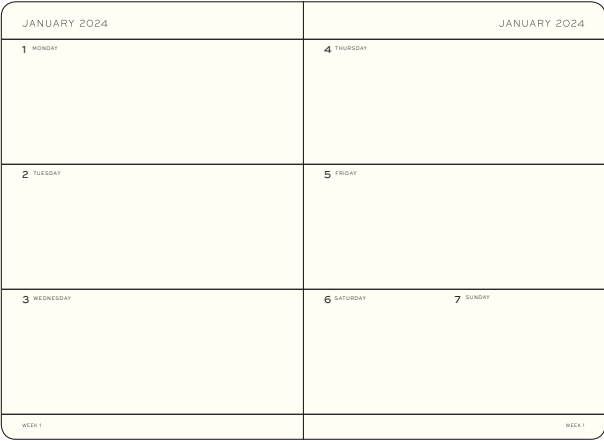 JANUARY 2024
1 MONDAY
2 TUESDAY
3 WEDNESDAY
WEEK 1
JANUARY 2024
4 THURSDAY
5 FRIDAY
6 SATURDAY
7 SUNDAY
WEEK 1